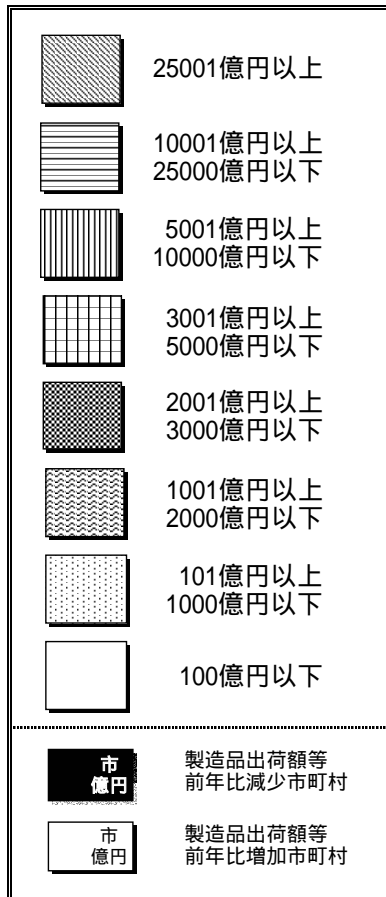 25001億円以上
10001億円以上
25000億円以下
5001億円以上
10000億円以下
3001億円以上
5000億円以下
2001億円以上
3000億円以下
1001億円以上
2000億円以下
101億円以上
1000億円以下
100億円以下
市
億円
製造品出荷額等
前年比減少市町村
市
億円
製造品出荷額等
前年比増加市町村